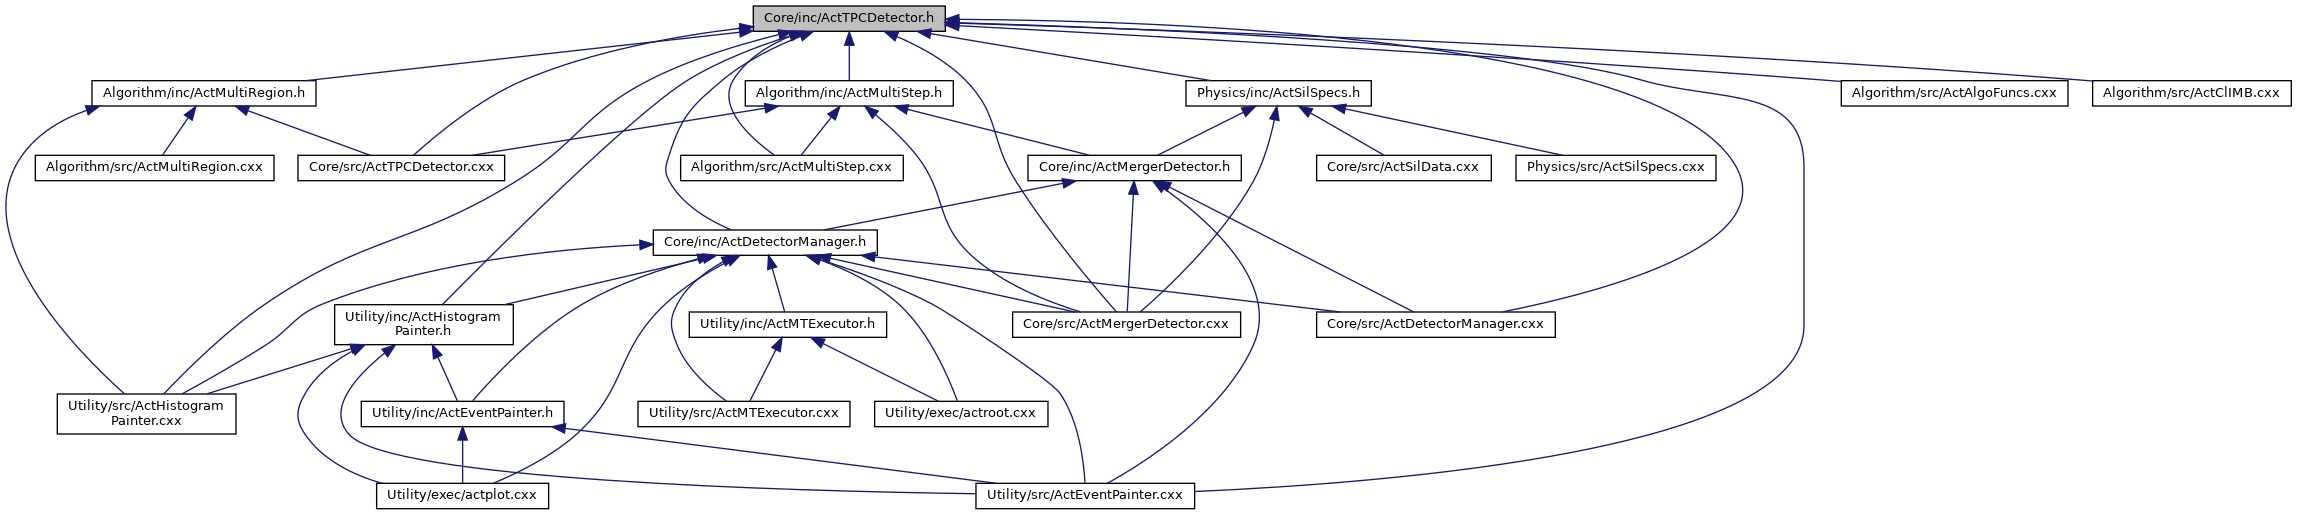 Core/inc/ActTPCDetector.h
Algorithm/inc/ActMultiRegion.h
Algorithm/inc/ActMultiStep.h
Physics/inc/ActSilSpecs.h
Algorithm/src/ActAlgoFuncs.cxx
Algorithm/src/ActClIMB.cxx
Algorithm/src/ActMultiRegion.cxx
Core/src/ActTPCDetector.cxx
Algorithm/src/ActMultiStep.cxx
Core/inc/ActMergerDetector.h
Core/src/ActSilData.cxx
Physics/src/ActSilSpecs.cxx
Core/inc/ActDetectorManager.h
Utility/inc/ActHistogram
Painter.h
Utility/inc/ActMTExecutor.h
Core/src/ActMergerDetector.cxx
Core/src/ActDetectorManager.cxx
Utility/src/ActHistogram
Painter.cxx
Utility/inc/ActEventPainter.h
Utility/src/ActMTExecutor.cxx
Utility/exec/actroot.cxx
Utility/exec/actplot.cxx
Utility/src/ActEventPainter.cxx